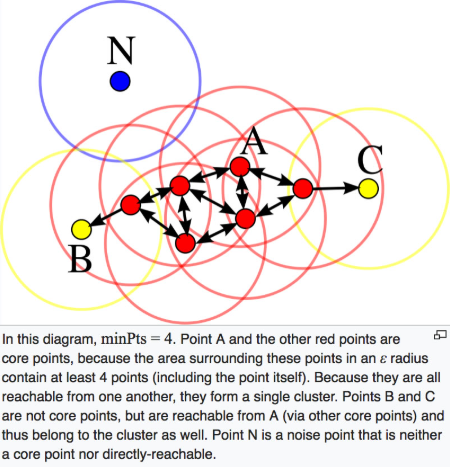 N
A
C
B
In this diagram, minPts = 4. Point A and the other red points are
core points, because the area surrounding these points in an ε radius
contain at least 4 points (including the point itself). Because they are all
reachable from one another, they form a single cluster. Points B and C
are not core points, but are reachable from A (via other core points) and
thus belong to the cluster as well. Point N is a noise point that is neither
a core point nor directly-reachable.